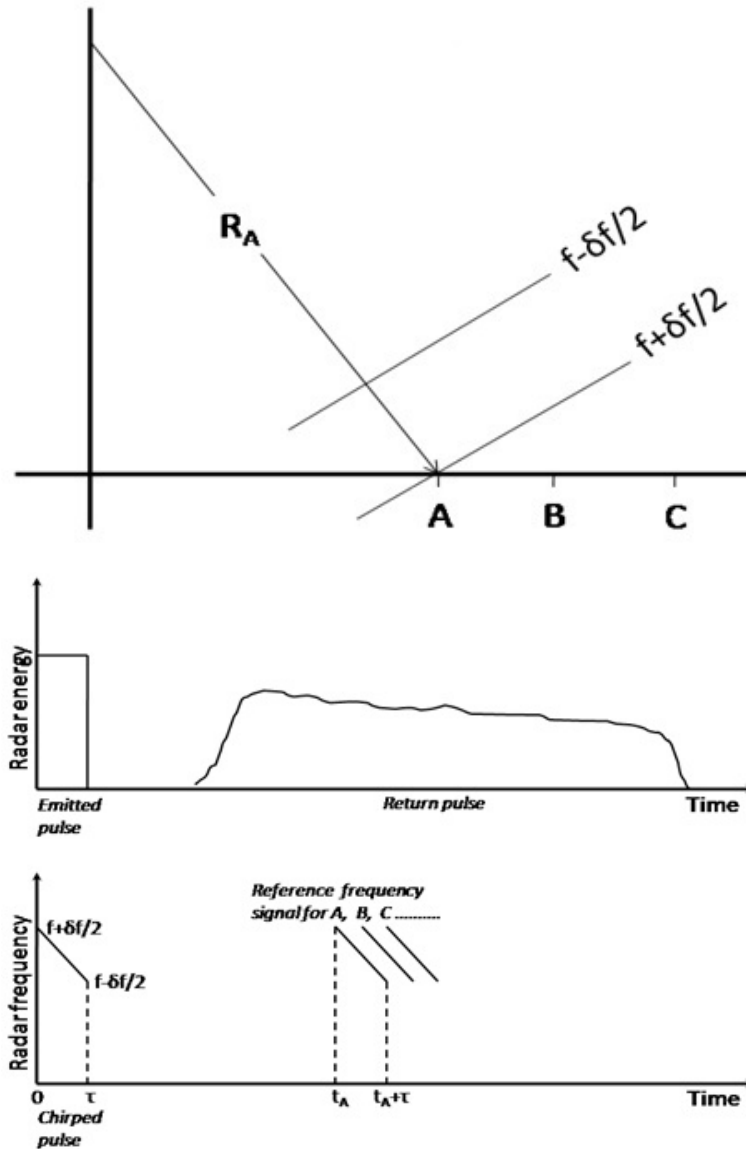 R_A
f-δf/2
f+δf/2
A B C
Radar energy
Emitted
pulse
Return pulse
Time
Radar frequency
Reference frequency
signal for A, B, C ..........
f+δf/2
f-δf/2
0 τ t_A t_A+τ Time
Chirped
pulse